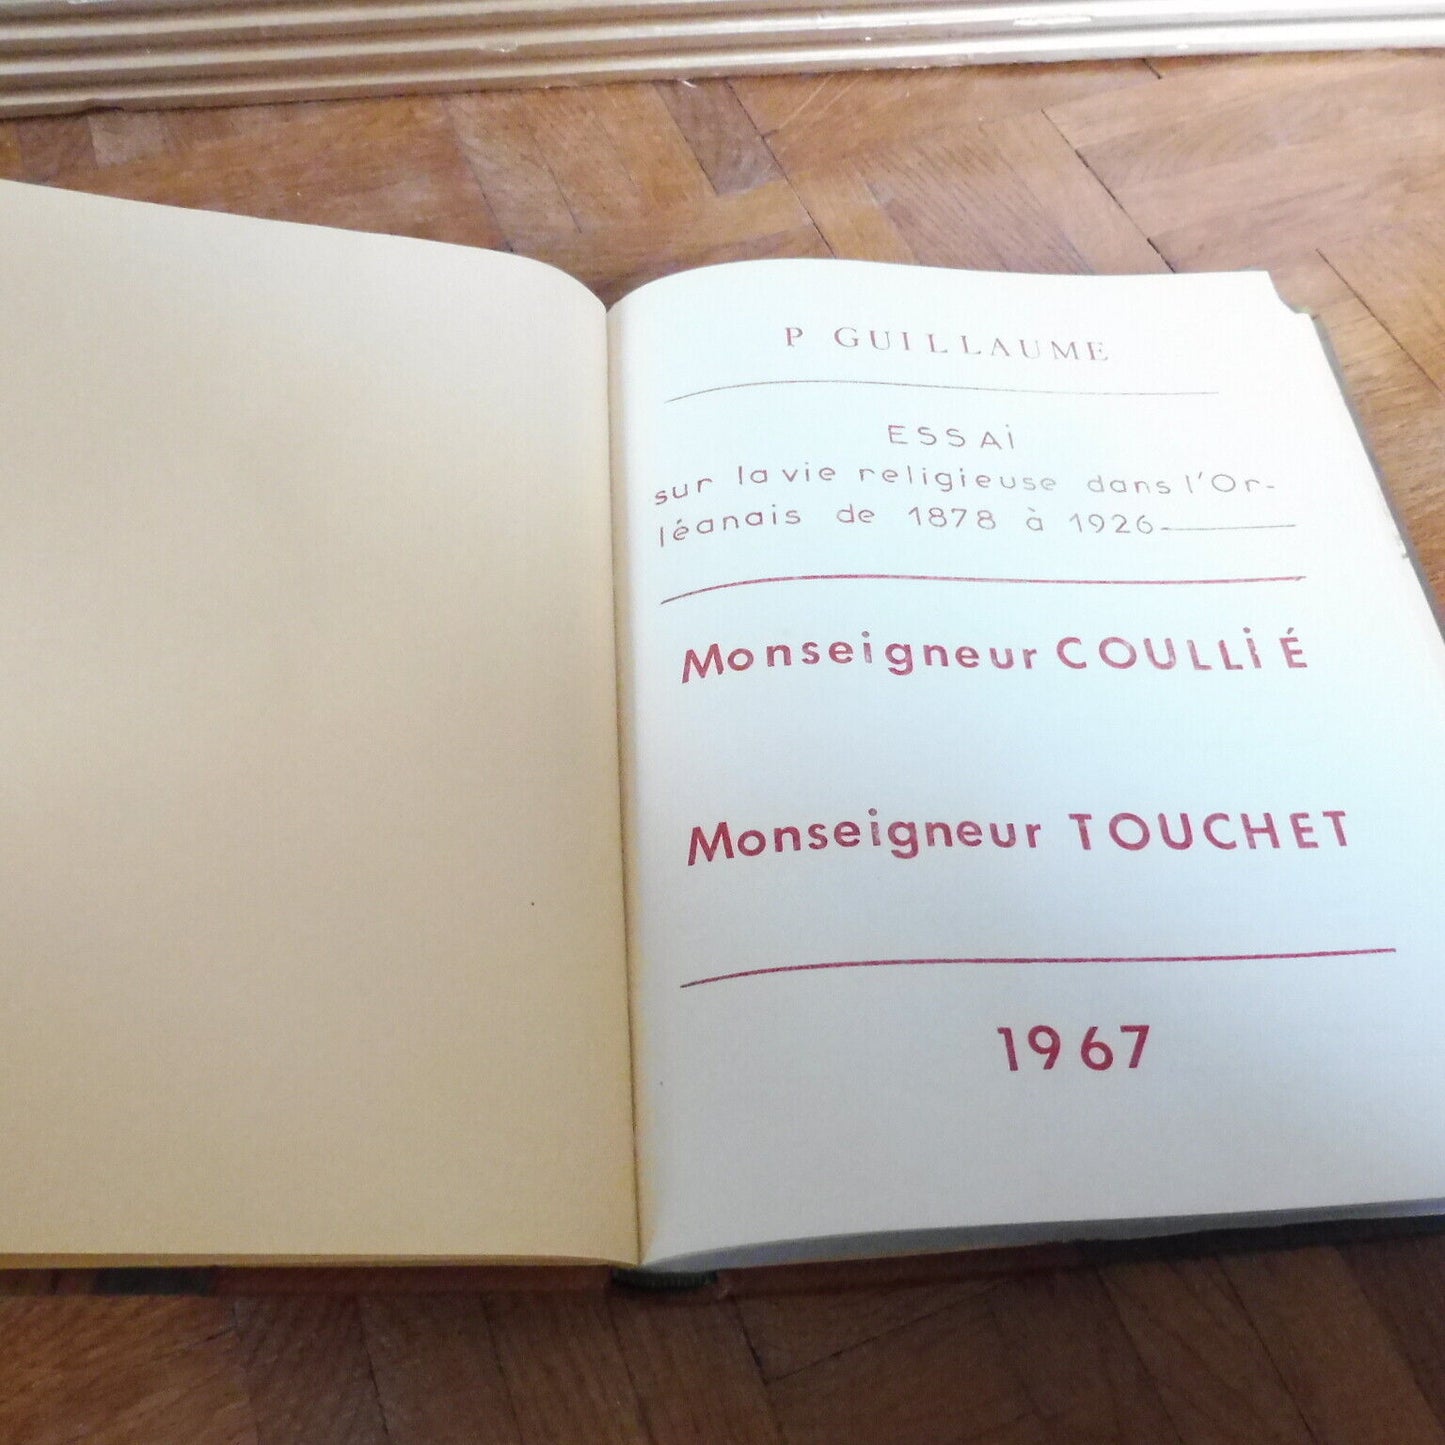 P GUILLAUME
ESSAi
sur la vie religieuse dans l'Or-
léanais de 1878 à 1926
Monseigneur COULLiÉ
Monseigneur TOUCHET
1967